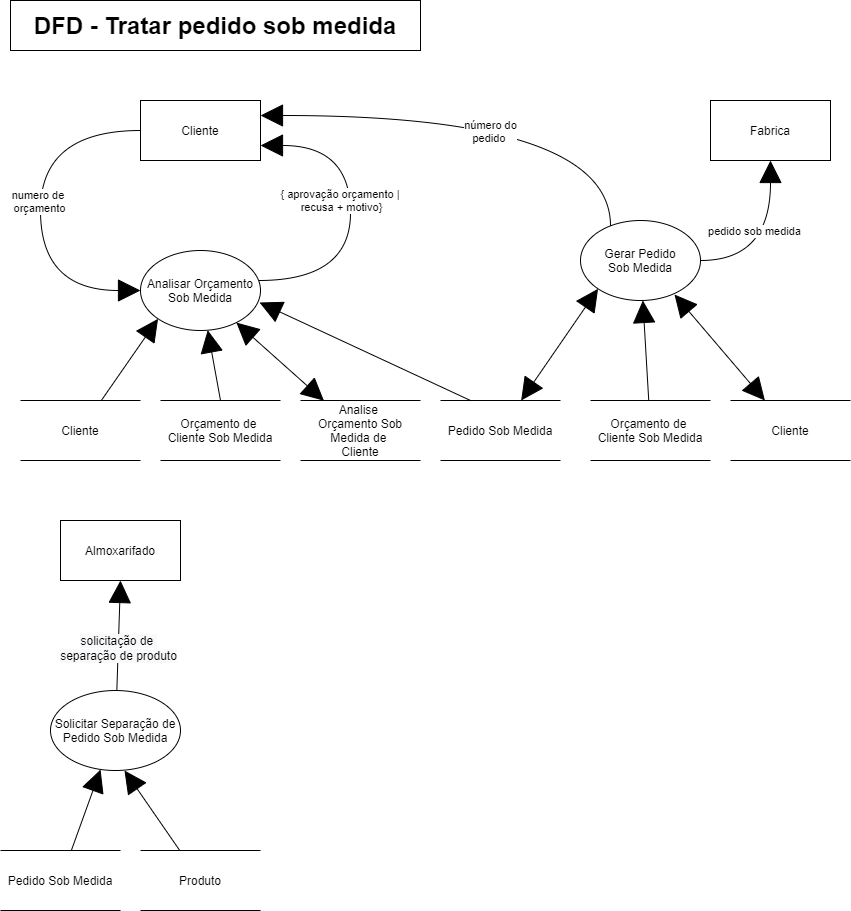 DFD - Tratar pedido sob medida
Cliente
Fabrica
número do
pedido
numero de
orçamento
{ aprovação orçamento |
recusa + motivo}
pedido sob medida
Analisar Orçamento
Sob Medida
Gerar Pedido
Sob Medida
Cliente
Orçamento de
Cliente Sob Medida
Analise
Orçamento Sob
Medida de
Cliente
Pedido Sob Medida
Orçamento de
Cliente Sob Medida
Cliente
Almoxarifado
solicitação de
separação de produto
Solicitar Separação de
Pedido Sob Medida
Pedido Sob Medida
Produto